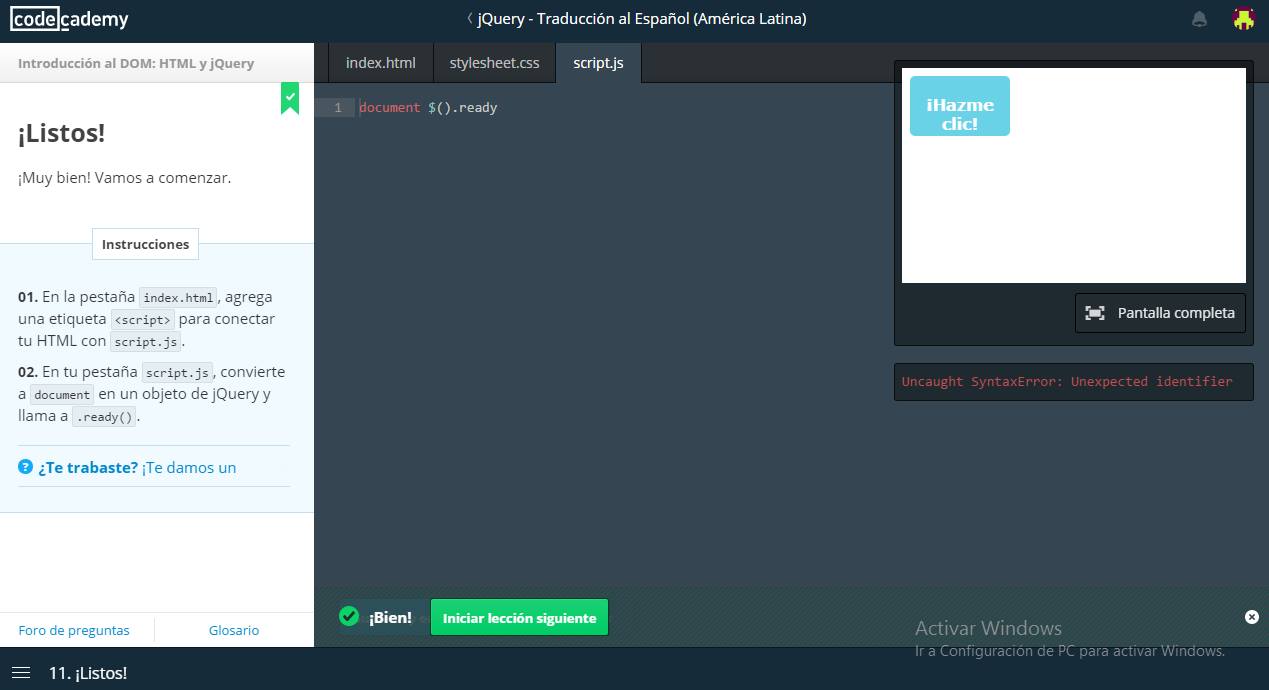 codecademy
〈 jQuery - Traducción al Español (América Latina)
Introducción al DOM: HTML y jQuery
index.html
stylesheet.css
script.js
¡Listos!
¡Muy bien! Vamos a comenzar.
Instrucciones
01. En la pestaña index.html, agrega
una etiqueta <script> para conectar
tu HTML con script.js.
02. En tu pestaña script.js, convierte
a document en un objeto de jQuery y
llama a .ready().
? ¿Te trabaste? ¡Te damos un
Foro de preguntas
Glosario
1 document $().ready
¡Hazme
clic!
Pantalla completa
Uncaught SyntaxError: Unexpected identifier
¡Bien!
Iniciar lección siguiente
Activar Windows
Ir a Configuración de PC para activar Windows.
11. ¡Listos!